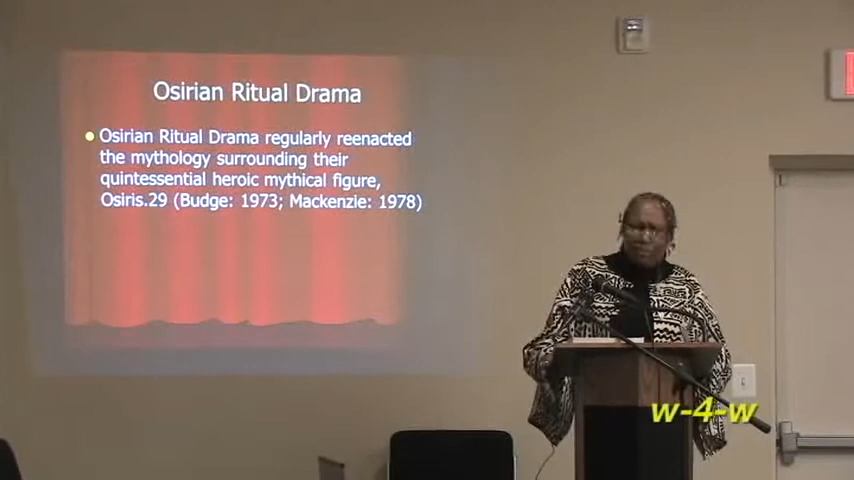 Osirian Ritual Drama
Osirian Ritual Drama regularly reenacted
the mythology surrounding their
quintessential heroic mythical figure,
Osiris.29 (Budge: 1973; Mackenzie: 1978)
w-4-w